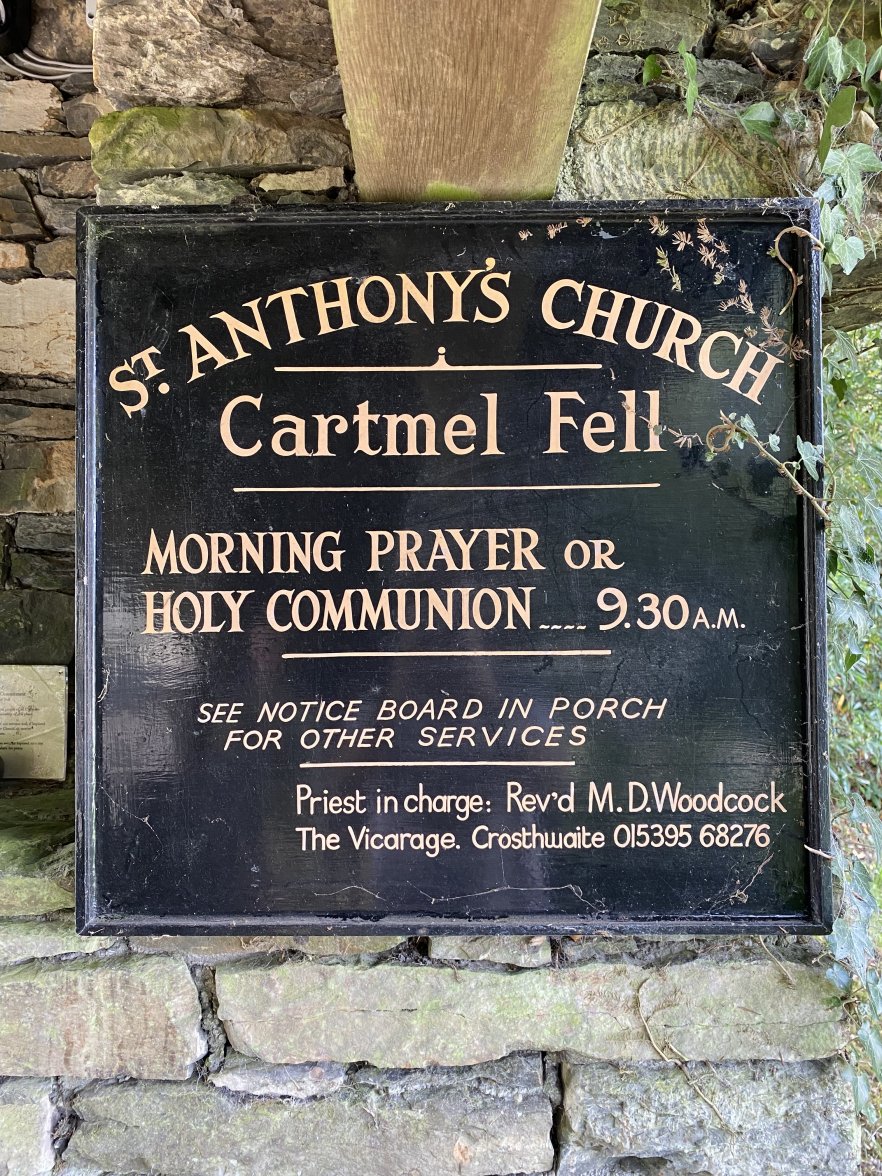 ST. ANTHONY'S CHURCH
Cartmel Fell
MORNING PRAYER OR
HOLY COMMUNION .... 9.30 A.M.
SEE NOTICE BOARD IN PORCH
FOR OTHER SERVICES
Priest in charge: Rev'd M.D.Woodcock
The Vicarage. Crosthwaite 015395 68276